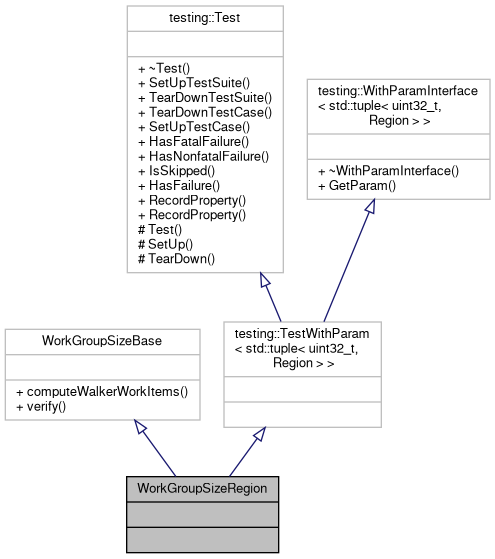 testing::Test
+ ~Test()
+ SetUpTestSuite()
+ TearDownTestSuite()
+ TearDownTestCase()
+ SetUpTestCase()
+ HasFatalFailure()
+ HasNonfatalFailure()
+ IsSkipped()
+ HasFailure()
+ RecordProperty()
+ RecordProperty()
# Test()
# SetUp()
# TearDown()
testing::WithParamInterface
< std::tuple< uint32_t,
Region > >
+ ~WithParamInterface()
+ GetParam()
WorkGroupSizeBase
+ computeWalkerWorkItems()
+ verify()
testing::TestWithParam
< std::tuple< uint32_t,
Region > >
WorkGroupSizeRegion